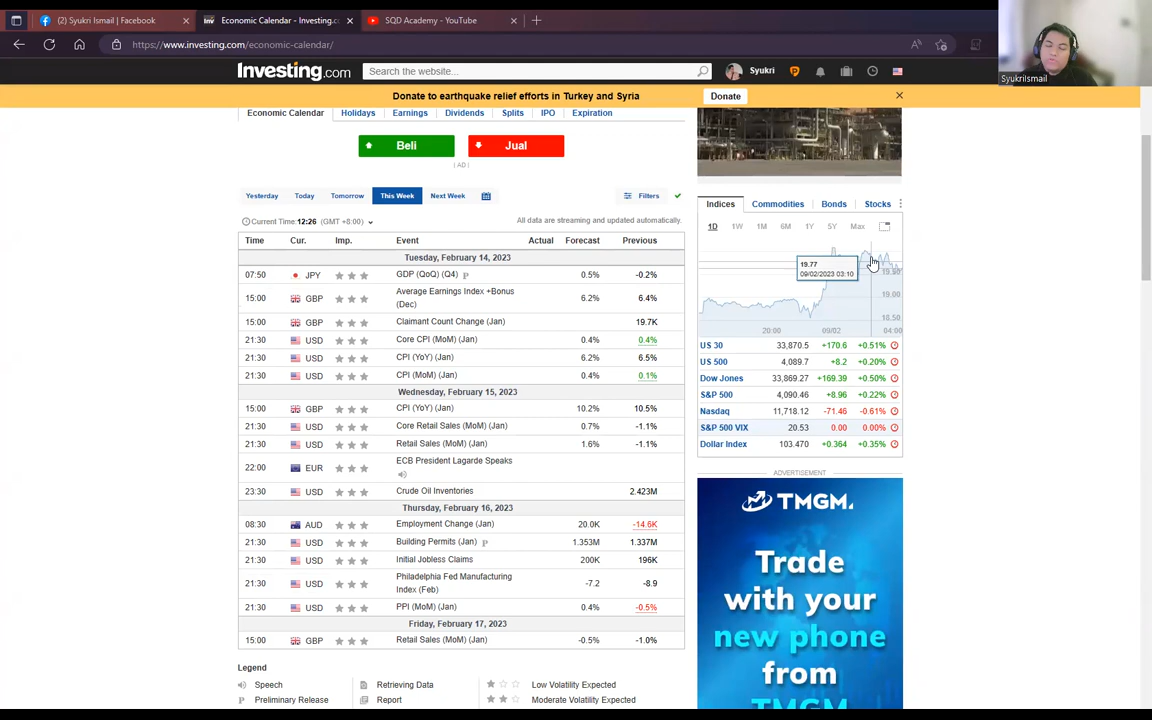 (2) Syukri Ismail | Facebook
Economic Calendar - Investing.c
SQD Academy - YouTube
https://www.investing.com/economic-calendar/
SyukriIsmail
Investing.com
Search the website...
Syukri
Donate to earthquake relief efforts in Turkey and Syria
Donate
Economic Calendar Holidays Earnings Dividends Splits IPO Expiration
Beli
Jual
[ AD ]
Yesterday Today Tomorrow This Week Next Week Filters
Current Time:12:26 (GMT +8:00)
All data are streaming and updated automatically.
Time Cur. Imp. Event Actual Forecast Previous
Tuesday, February 14, 2023
07:50 JPY GDP (QoQ) (Q4) P 0.5% -0.2%
15:00 GBP Average Earnings Index +Bonus (Dec) 6.2% 6.4%
15:00 GBP Claimant Count Change (Jan) 19.7K
21:30 USD Core CPI (MoM) (Jan) 0.4% 0.4%
21:30 USD CPI (YoY) (Jan) 6.2% 6.5%
21:30 USD CPI (MoM) (Jan) 0.4% 0.1%
Wednesday, February 15, 2023
15:00 GBP CPI (YoY) (Jan) 10.2% 10.5%
21:30 USD Core Retail Sales (MoM) (Jan) 0.7% -1.1%
21:30 USD Retail Sales (MoM) (Jan) 1.6% -1.1%
22:00 EUR ECB President Lagarde Speaks
23:30 USD Crude Oil Inventories 2.423M
Thursday, February 16, 2023
08:30 AUD Employment Change (Jan) 20.0K -14.6K
21:30 USD Building Permits (Jan) P 1.353M 1.337M
21:30 USD Initial Jobless Claims 200K 196K
21:30 USD Philadelphia Fed Manufacturing Index (Feb) -7.2 -8.9
21:30 USD PPI (MoM) (Jan) 0.4% -0.5%
Friday, February 17, 2023
15:00 GBP Retail Sales (MoM) (Jan) -0.5% -1.0%
Legend
Speech Retrieving Data Low Volatility Expected
P Preliminary Release Report Moderate Volatility Expected
Indices Commodities Bonds Stocks
1D 1W 1M 6M 1Y 5Y Max
19.77
09/02/2023 03:10
19.50
19.00
18.50
20:00 09/02 04:00
US 30 33,870.5 +170.6 +0.51%
US 500 4,089.7 +8.2 +0.20%
Dow Jones 33,869.27 +169.39 +0.50%
S&P 500 4,090.46 +8.96 +0.22%
Nasdaq 11,718.12 -71.46 -0.61%
S&P 500 VIX 20.53 0.00 0.00%
Dollar Index 103.470 +0.364 +0.35%
ADVERTISEMENT
TMGM
Trade
with your
new phone
from
TMGM